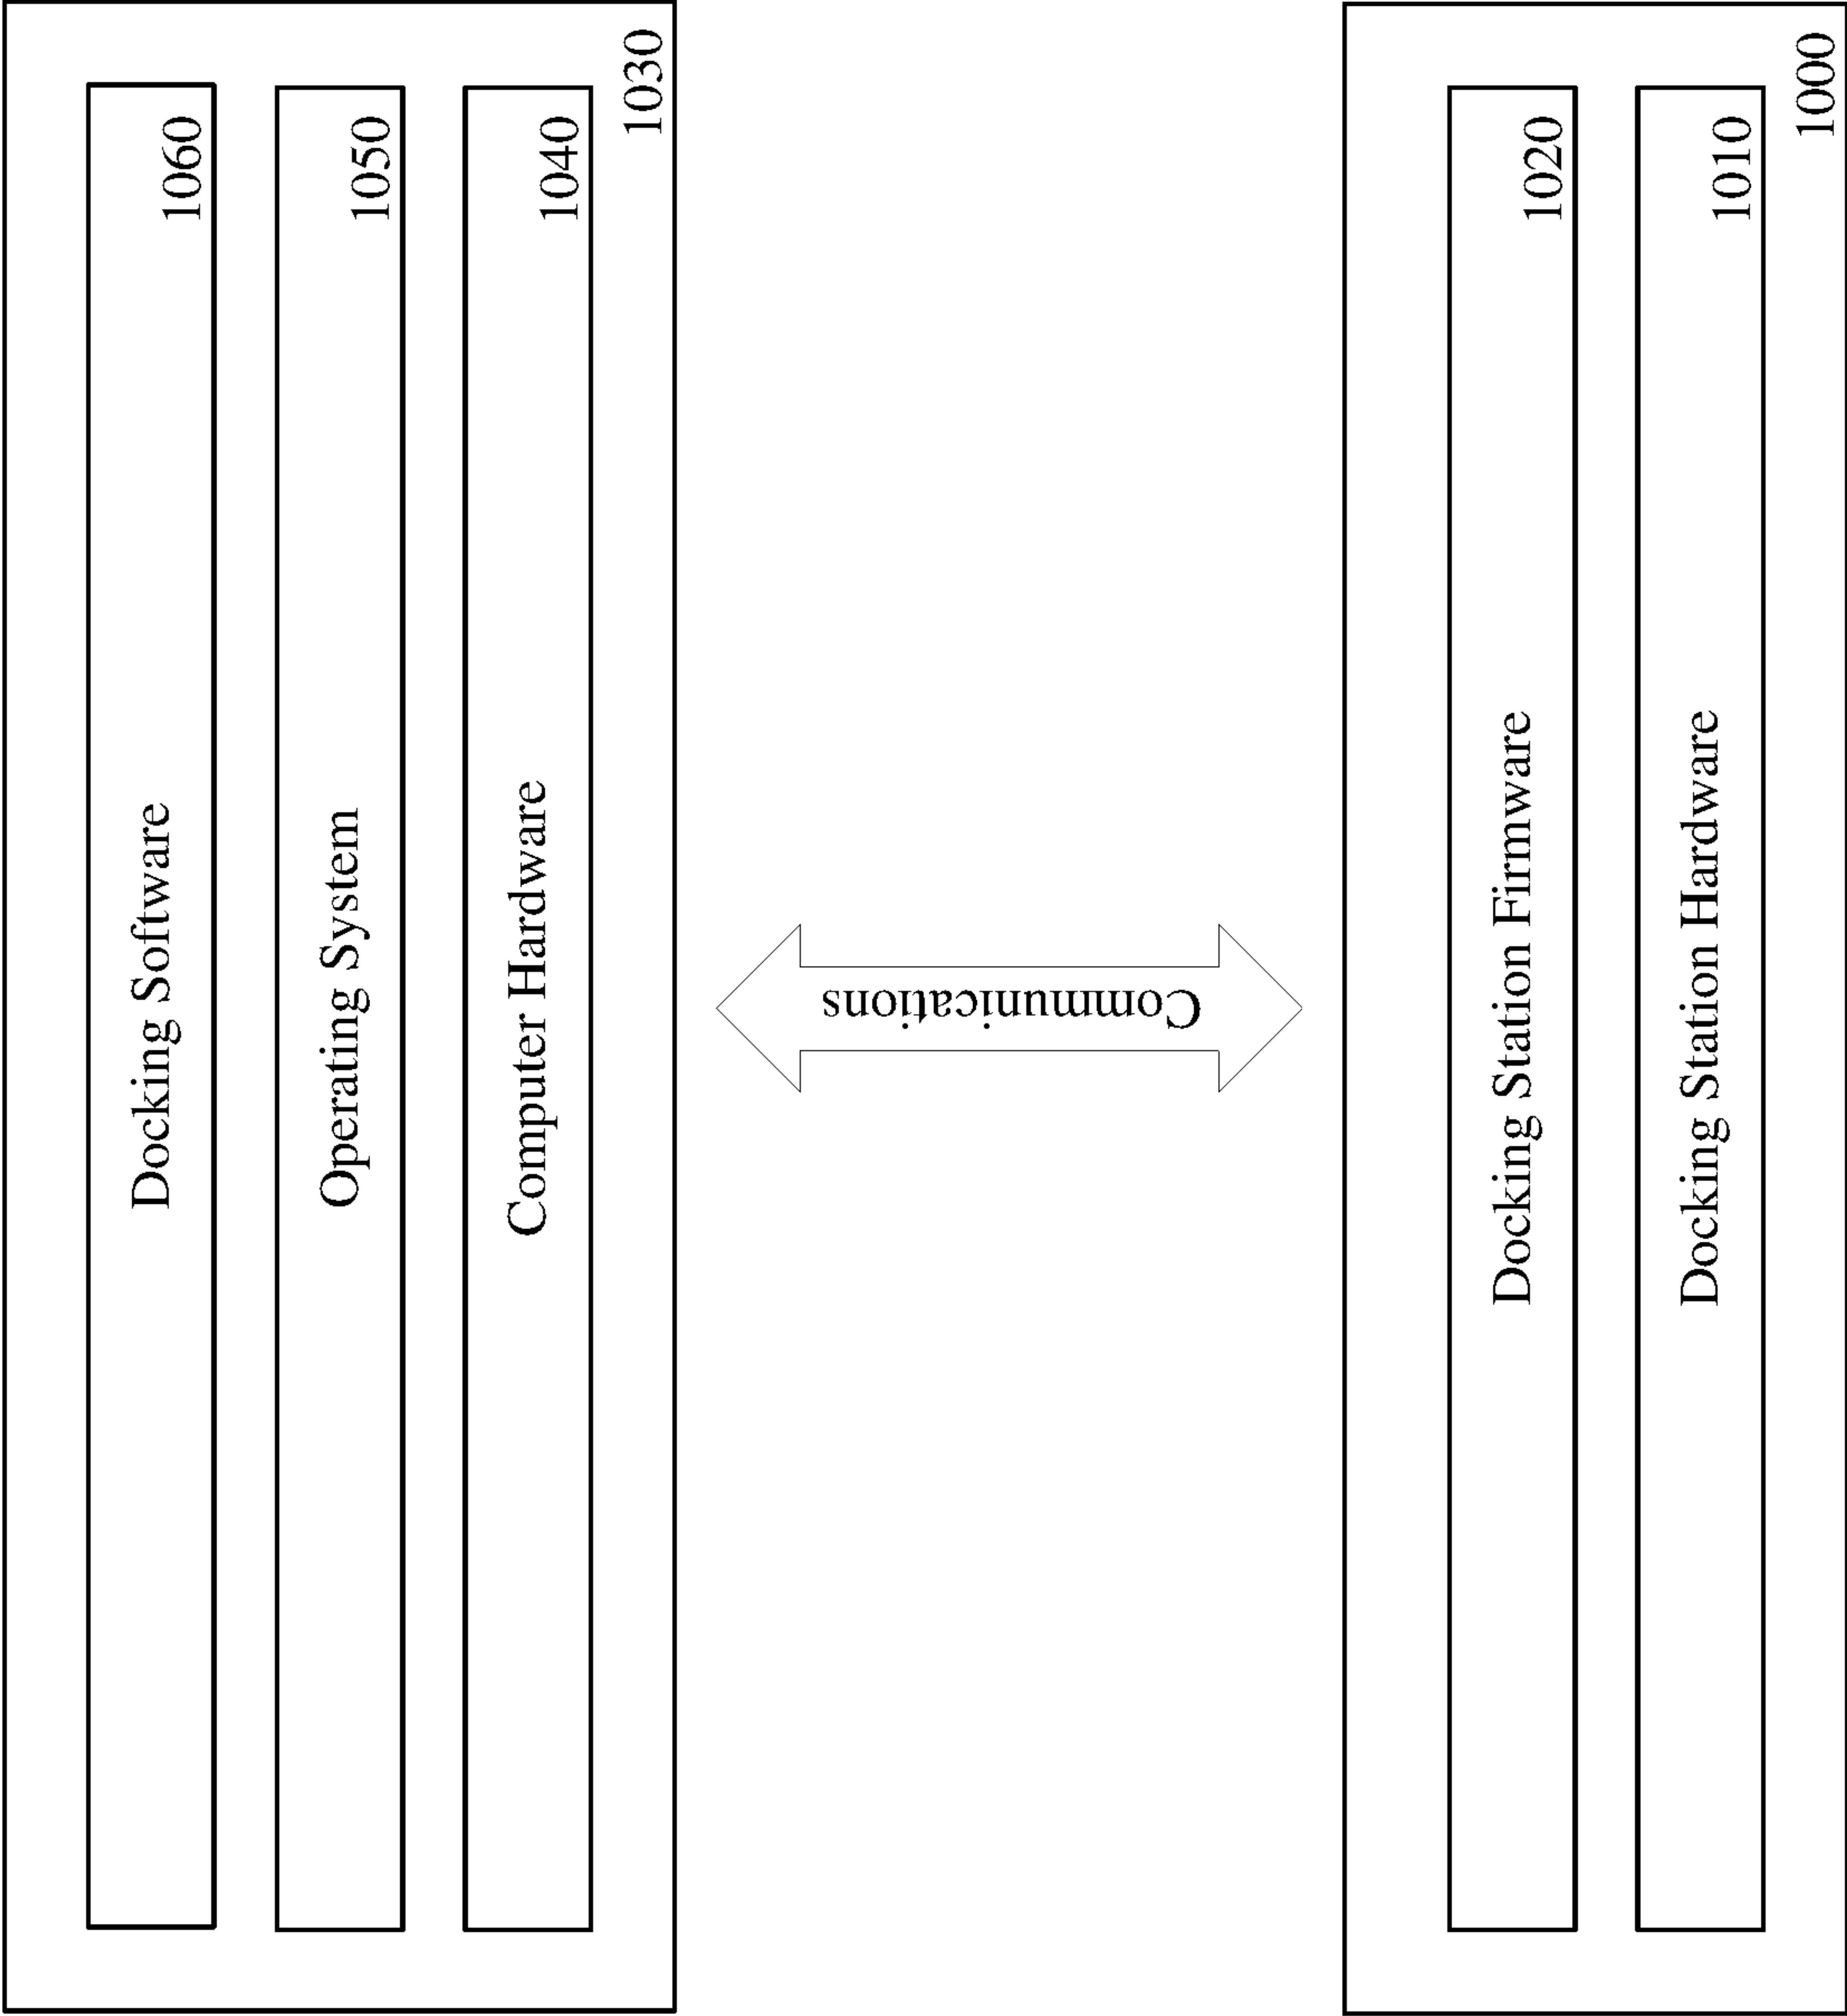 Docking Software
1060
Operating System
1050
Computer Hardware
1040
1030
Communications
Docking Station Firmware
1020
Docking Station Hardware
1010
1000